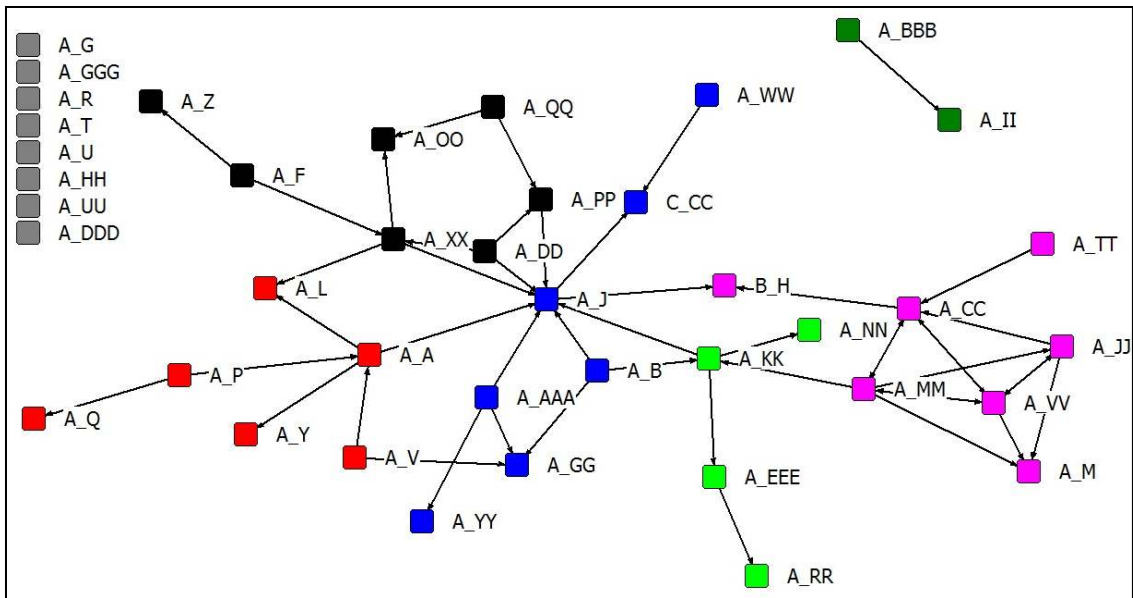 A_G
A_GGG
A_R
A_T
A_U
A_HH
A_UU
A_DDD
A_BBB
A_Z
A_QQ
A_WW
A_II
A_OO
A_F
A_PP
C_CC
A_XX
A_DD
A_TT
A_L
A_J
B_H
A_CC
A_NN
A_JJ
A_A
A_KK
A_P
A_B
A_MM
A_AAA
A_VV
A_Q
A_Y
A_V
A_GG
A_M
A_EEE
A_YY
A_RR